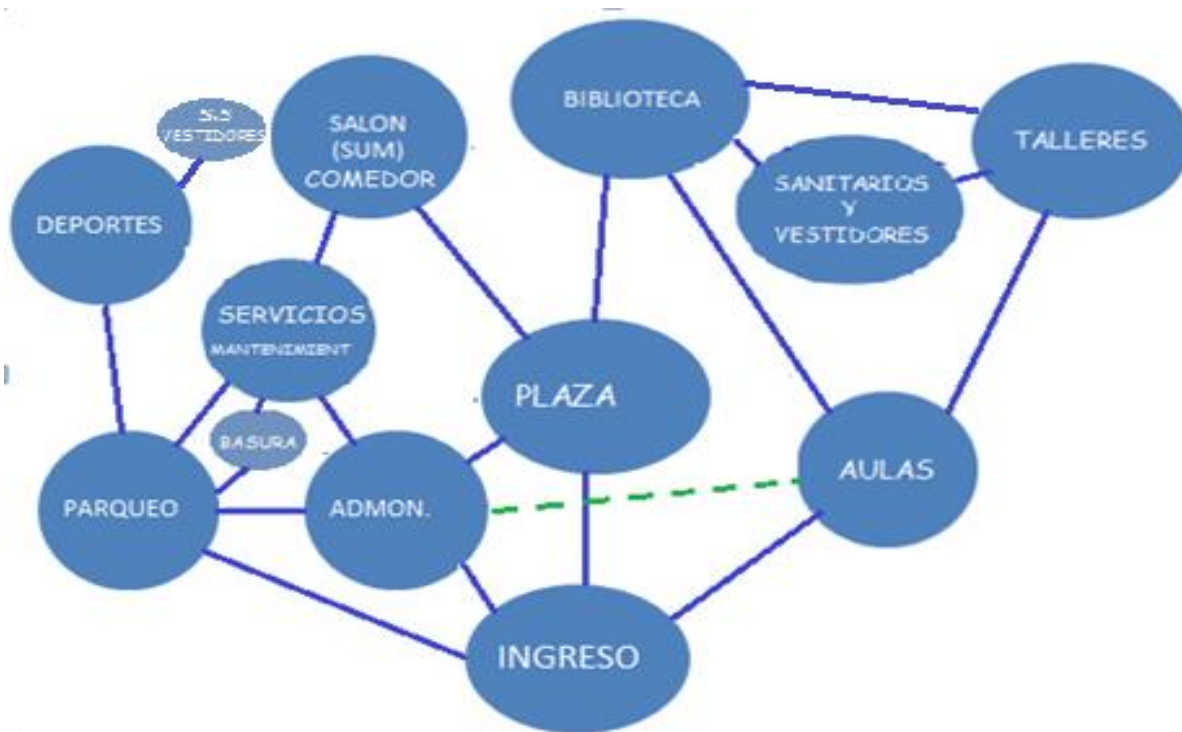 BIBLIOTECA
S.S
VESTIDORES
SALON
(SUM)
COMEDOR
TALLERES
SANITARIOS
Y
VESTIDORES
DEPORTES
SERVICIOS
MANTENIMIENT
PLAZA
BASURA
AULAS
PARQUEO
ADMON.
INGRESO